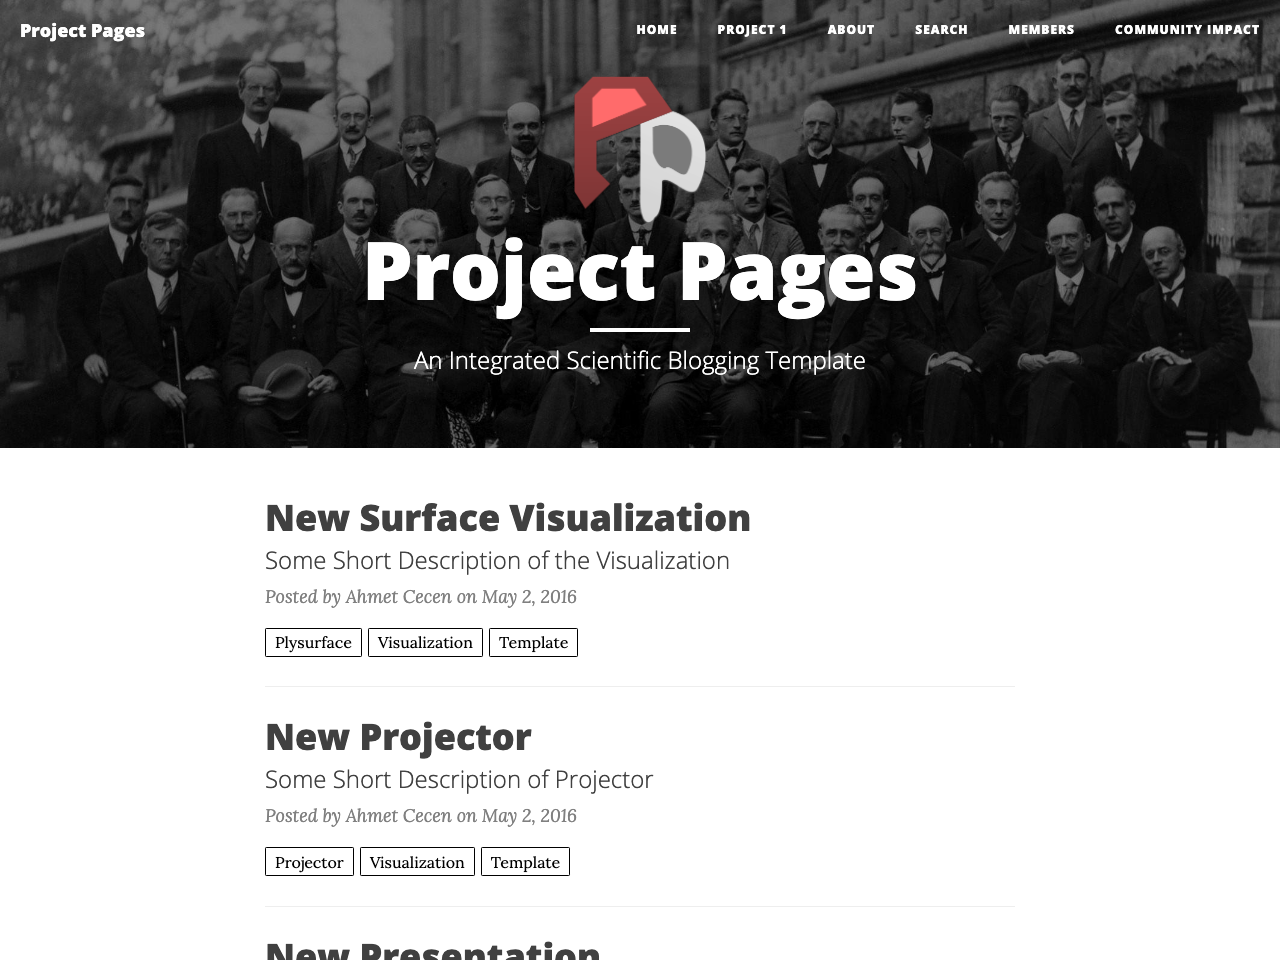 Project Pages
HOME
PROJECT 1
ABOUT
SEARCH
MEMBERS
COMMUNITY IMPACT
Project Pages
An Integrated Scientific Blogging Template
New Surface Visualization
Some Short Description of the Visualization
Posted by Ahmet Cecen on May 2, 2016
Plysurface
Visualization
Template
New Projector
Some Short Description of Projector
Posted by Ahmet Cecen on May 2, 2016
Projector
Visualization
Template
New Presentation